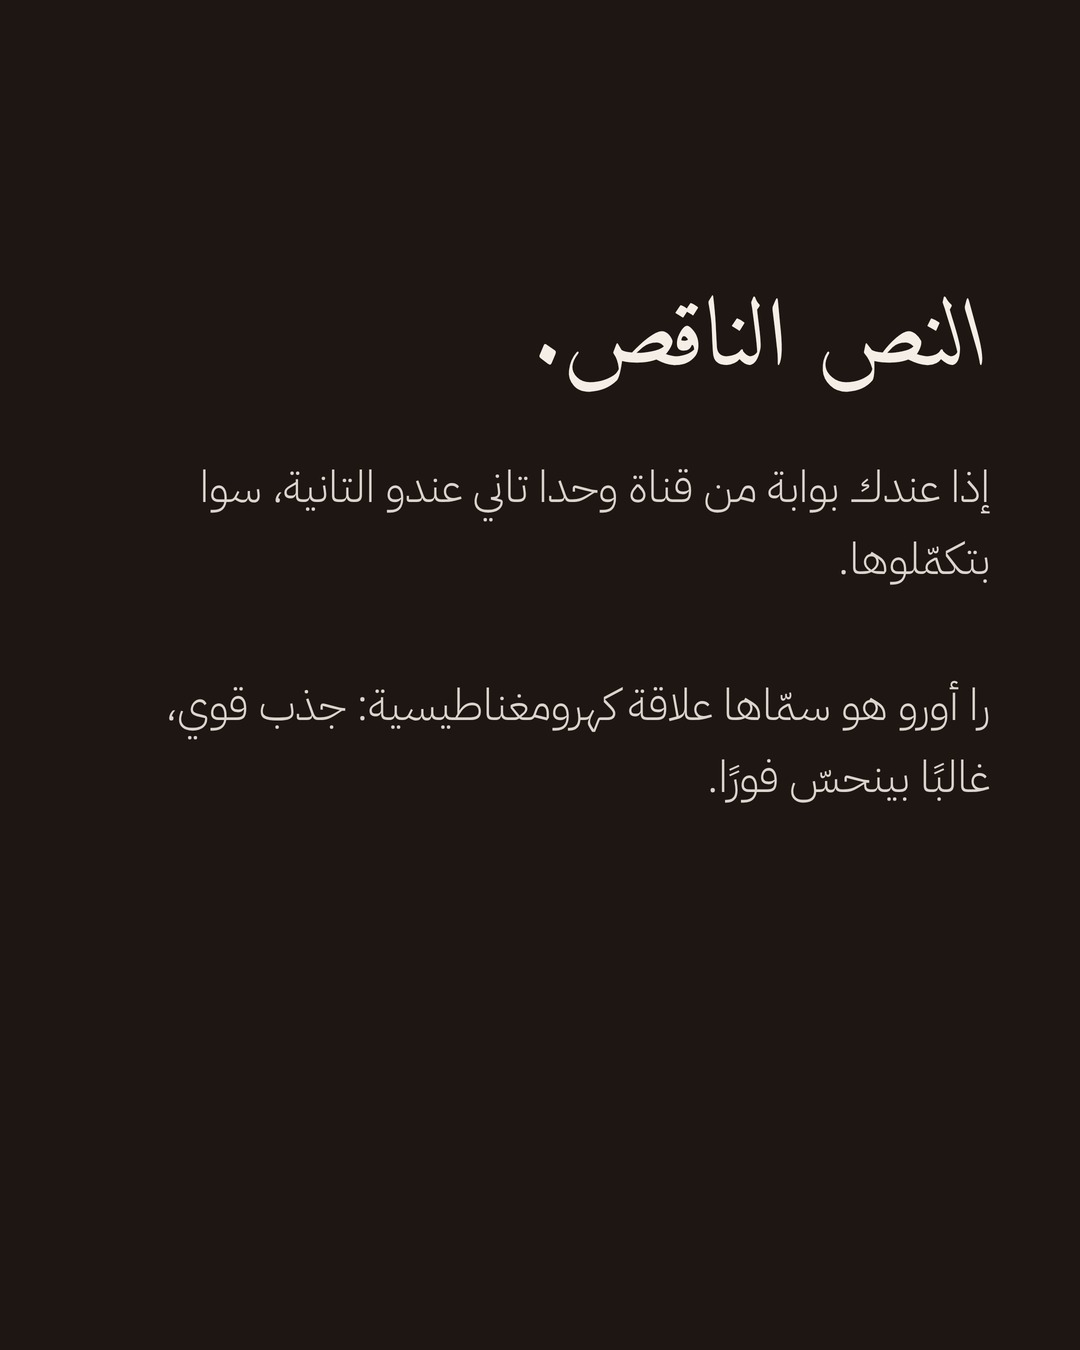 النص الناقص.
إذا عندك بوابة من قناة وحدا تاني عندو التانية، سوا
بتكمّلوها.
را أورو هو سمّاها علاقة كهرومغناطيسية: جذب قوي،
غالبًا بينحسّ فورًا.